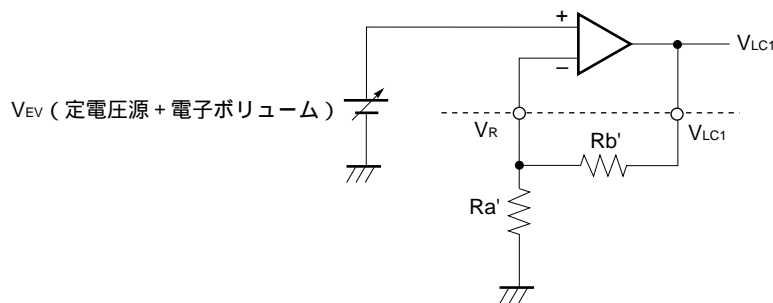 +
VLC1
−
VEV（定電圧源 + 電子ボリューム）
VR
VLC1
Rb'
Ra'